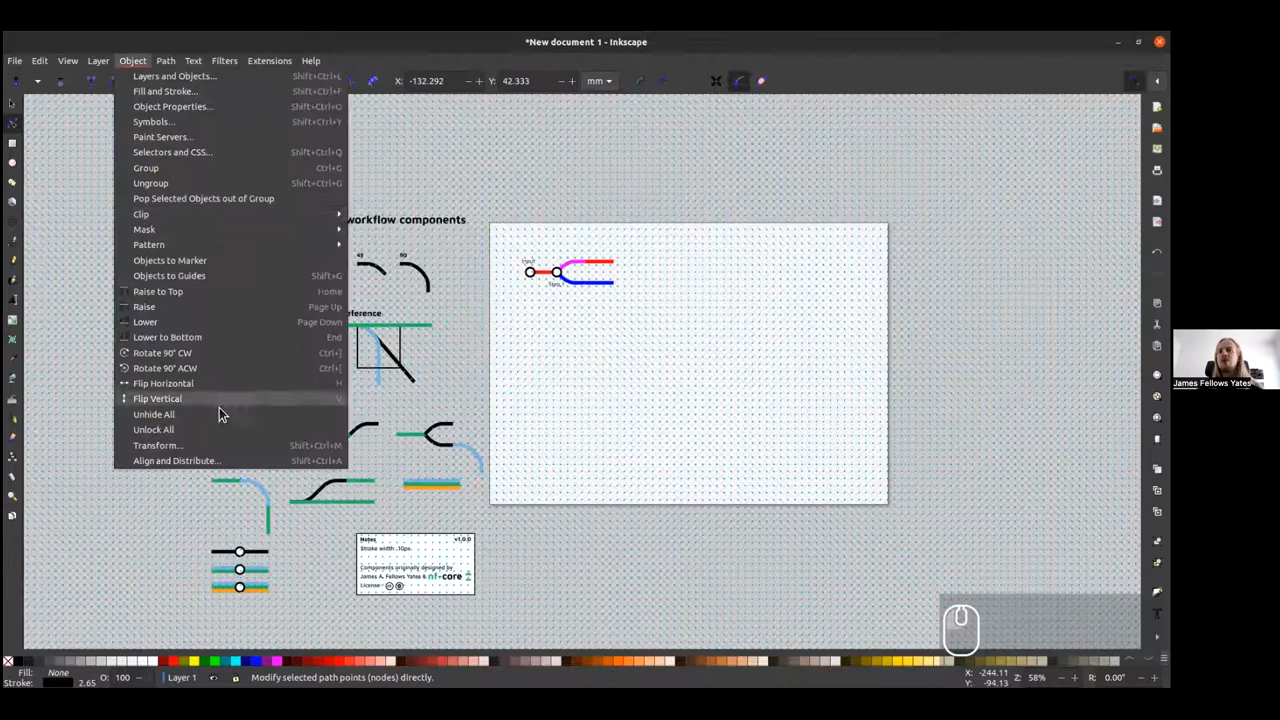 *New document 1 - Inkscape
File Edit View Layer Object Path Text Filters Extensions Help
X: -132.292 Y: 42.333 mm
Layers and Objects... Shift+Ctrl+L
Fill and Stroke... Shift+Ctrl+F
Object Properties... Shift+Ctrl+O
Symbols... Shift+Ctrl+Y
Paint Servers...
Selectors and CSS... Shift+Ctrl+Q
Group Ctrl+G
Ungroup Shift+Ctrl+G
Pop Selected Objects out of Group
Clip
Mask
Pattern
Objects to Marker
Objects to Guides Shift+G
Raise to Top Home
Raise Page Up
Lower Page Down
Lower to Bottom End
Rotate 90° CW Ctrl+]
Rotate 90° ACW Ctrl+[
Flip Horizontal H
Flip Vertical V
Unhide All
Unlock All
Transform... Shift+Ctrl+M
Align and Distribute... Shift+Ctrl+A
workflow components
45 90
Input
Step 1
Notes v1.0.0
Stroke width 10px.
Components originally designed by
James A. Fellows Yates & nf-core
License
James Fellows Yates
Fill: None
Stroke: 2.65 O: 100 Layer 1 Modify selected path points (nodes) directly.
X: -244.11
Y: -94.13
Z: 58% R: 0.00°